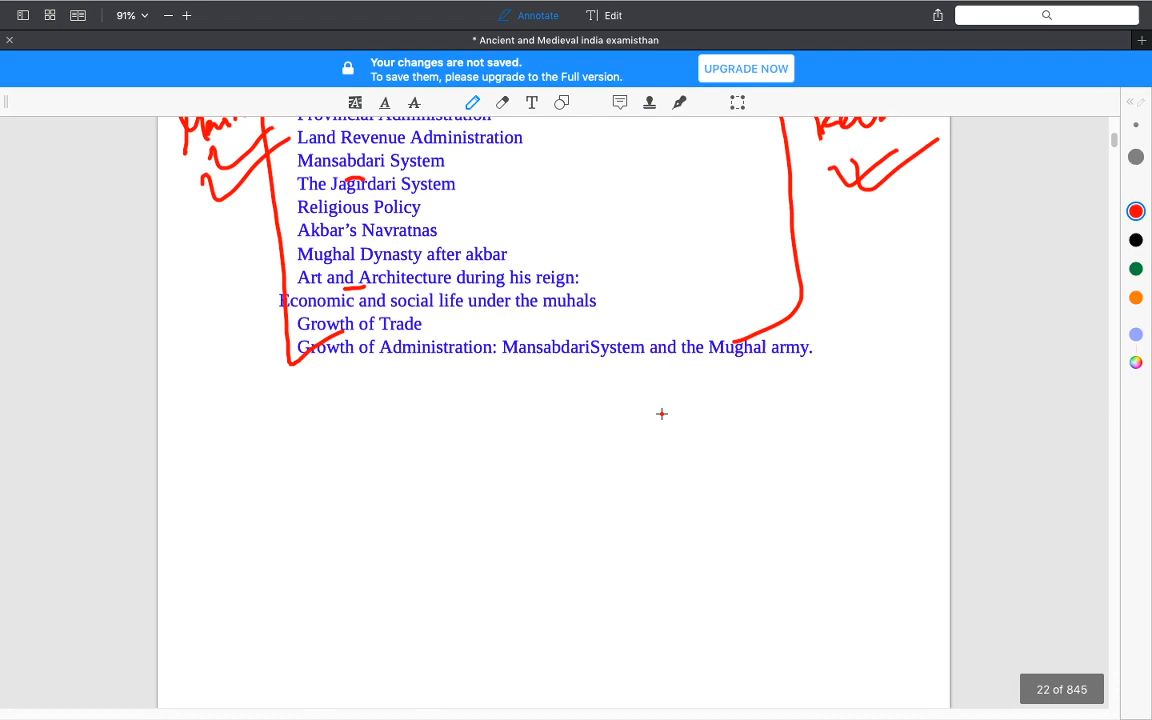 91%
Annotate
Edit
* Ancient and Medieval india examisthan
Your changes are not saved.
To save them, please upgrade to the Full version.
UPGRADE NOW
Provincial Administration
Land Revenue Administration
Mansabdari System
The Jagirdari System
Religious Policy
Akbar's Navratnas
Mughal Dynasty after akbar
Art and Architecture during his reign:
Economic and social life under the muhals
Growth of Trade
Growth of Administration: MansabdariSystem and the Mughal army.
22 of 845